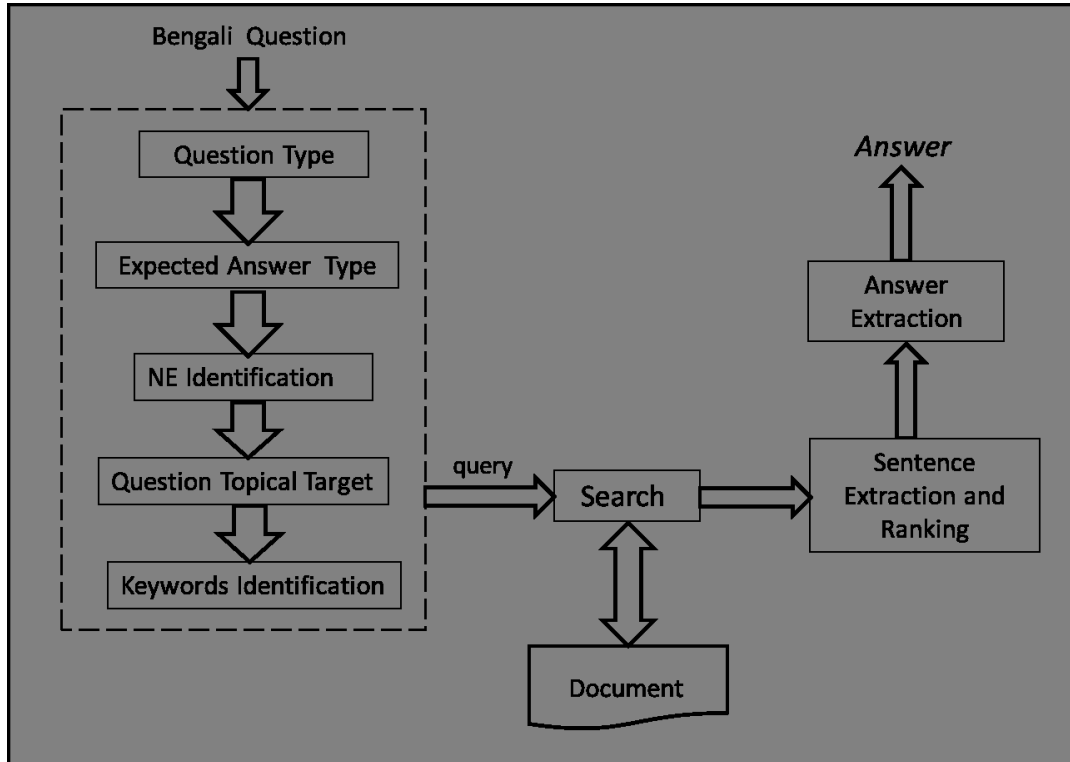 Bengali Question
Question Type
Expected Answer Type
NE Identification
Question Topical Target
Keywords Identification
query
Search
Document
Sentence
Extraction and
Ranking
Answer
Extraction
Answer